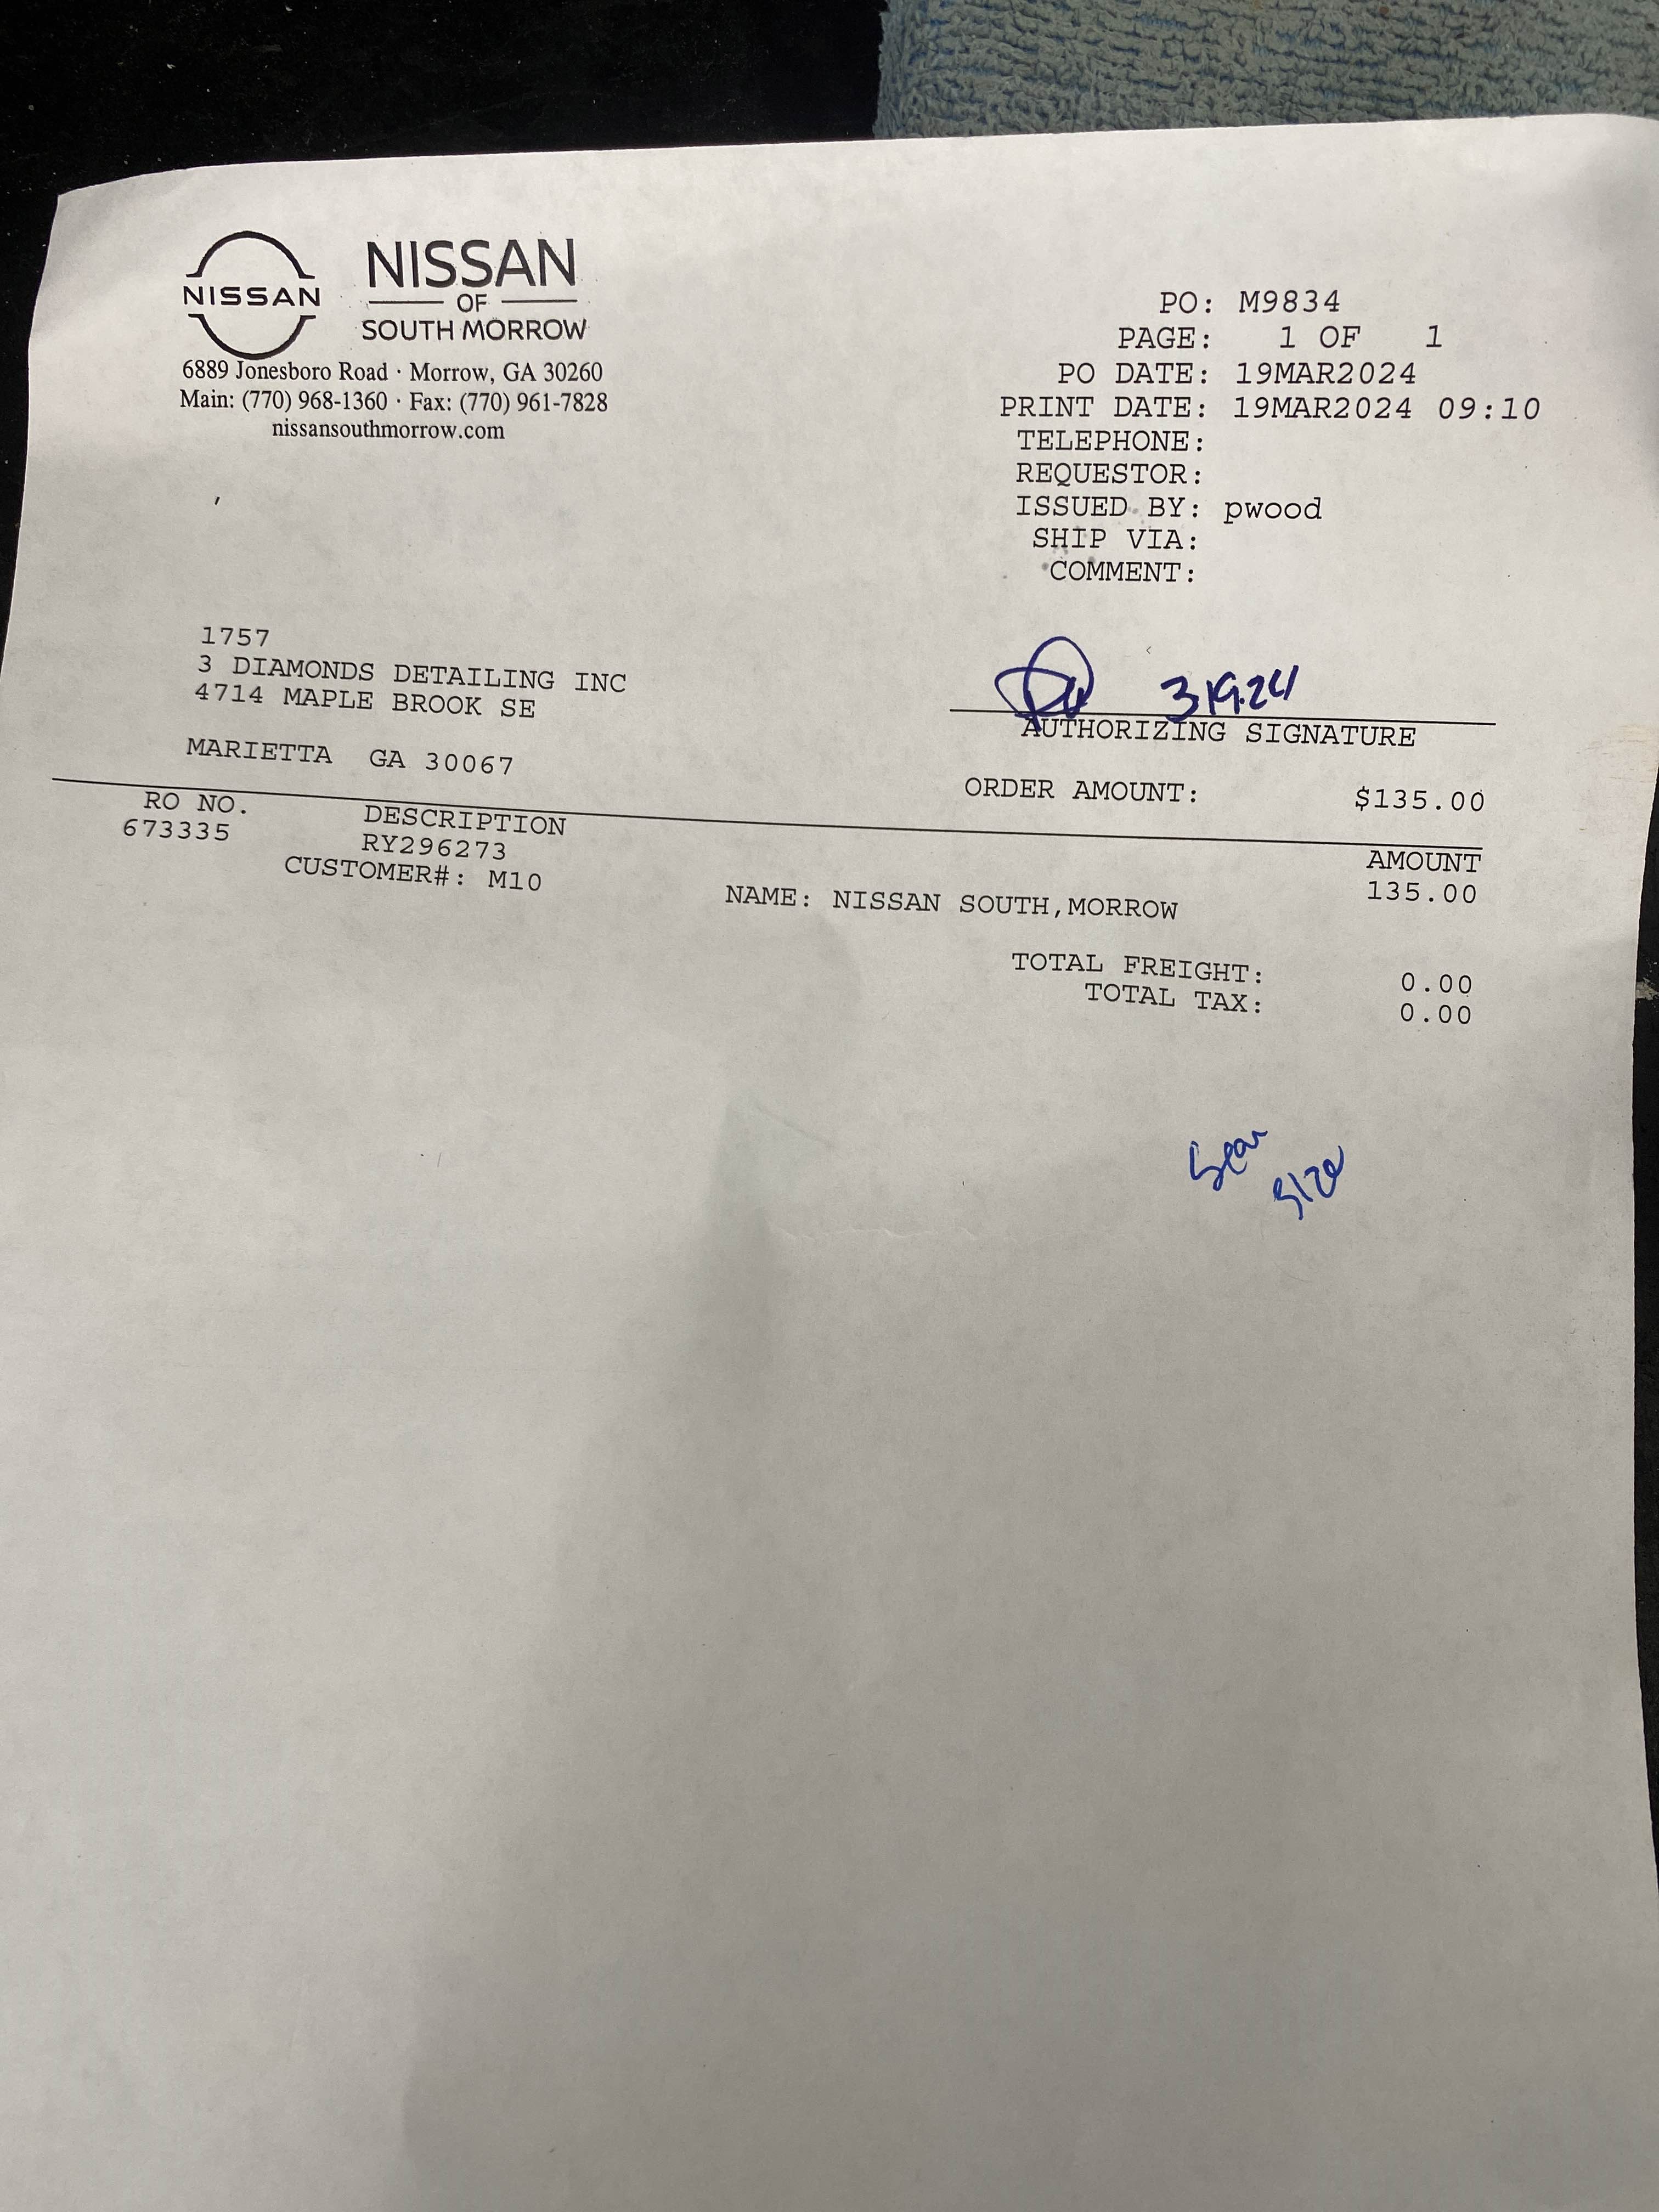 NISSAN
NISSAN
OF
SOUTH MORROW
6889 Jonesboro Road · Morrow, GA 30260
Main: (770) 968-1360 · Fax: (770) 961-7828
nissansouthmorrow.com
PO: M9834
PAGE: 1 OF 1
PO DATE: 19MAR2024
PRINT DATE: 19MAR2024 09:10
TELEPHONE:
REQUESTOR:
ISSUED BY: pwood
SHIP VIA:
COMMENT:
1757
3 DIAMONDS DETAILING INC
4714 MAPLE BROOK SE
MARIETTA GA 30067
3.19.24
AUTHORIZING SIGNATURE
ORDER AMOUNT: $135.00
RO NO. DESCRIPTION AMOUNT
673335 RY296273 135.00
CUSTOMER#: M10 NAME: NISSAN SOUTH,MORROW
TOTAL FREIGHT: 0.00
TOTAL TAX: 0.00